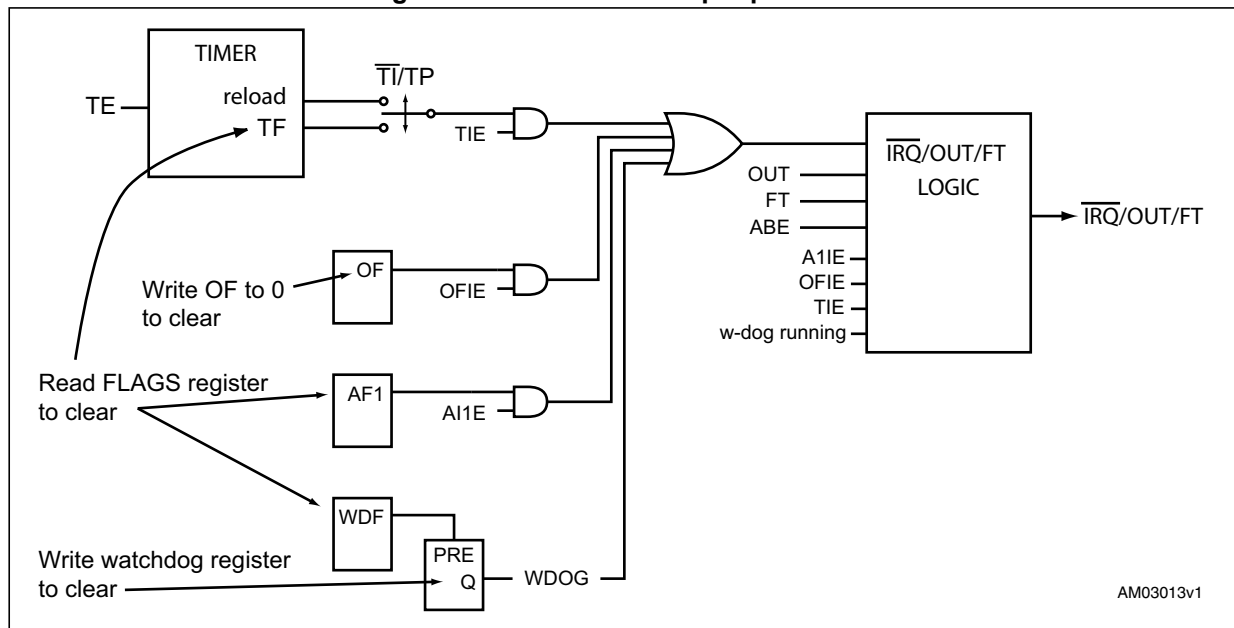 TIMER
reload
TF
TE
TI/TP
TIE
OF
OFIE
Write OF to 0
to clear
Read FLAGS register
to clear
AF1
AI1E
WDF
PRE
Q
WDOG
Write watchdog register
to clear
IRQ/OUT/FT
LOGIC
OUT
FT
ABE
A1IE
OFIE
TIE
w-dog running
IRQ/OUT/FT
AM03013v1